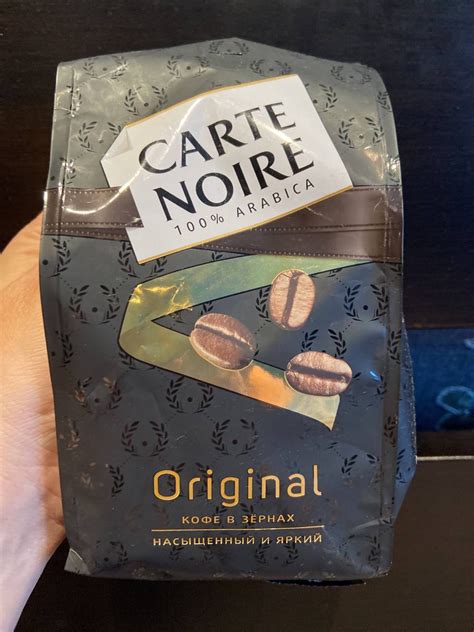 CARTE
NOIRE
100% ARABICA
Original
КОФЕ В ЗЁРНАХ
НАСЫЩЕННЫЙ И ЯРКИЙ